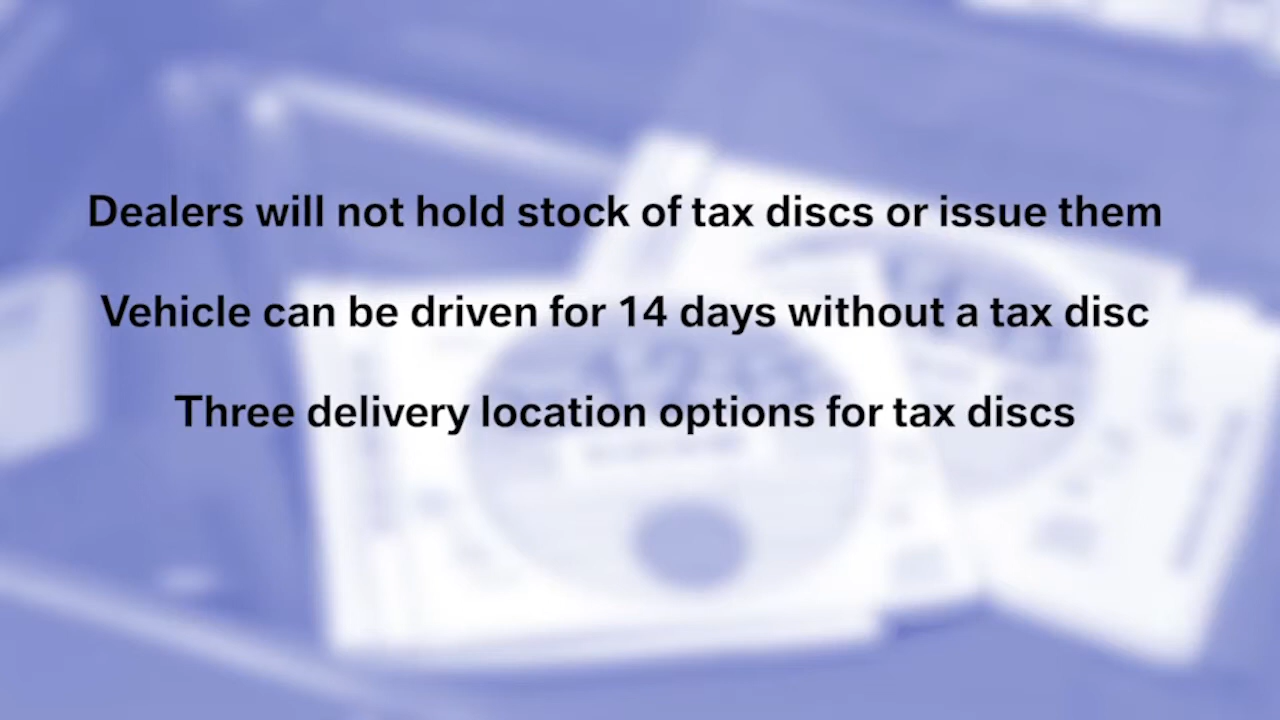 Dealers will not hold stock of tax discs or issue them
Vehicle can be driven for 14 days without a tax disc
Three delivery location options for tax discs